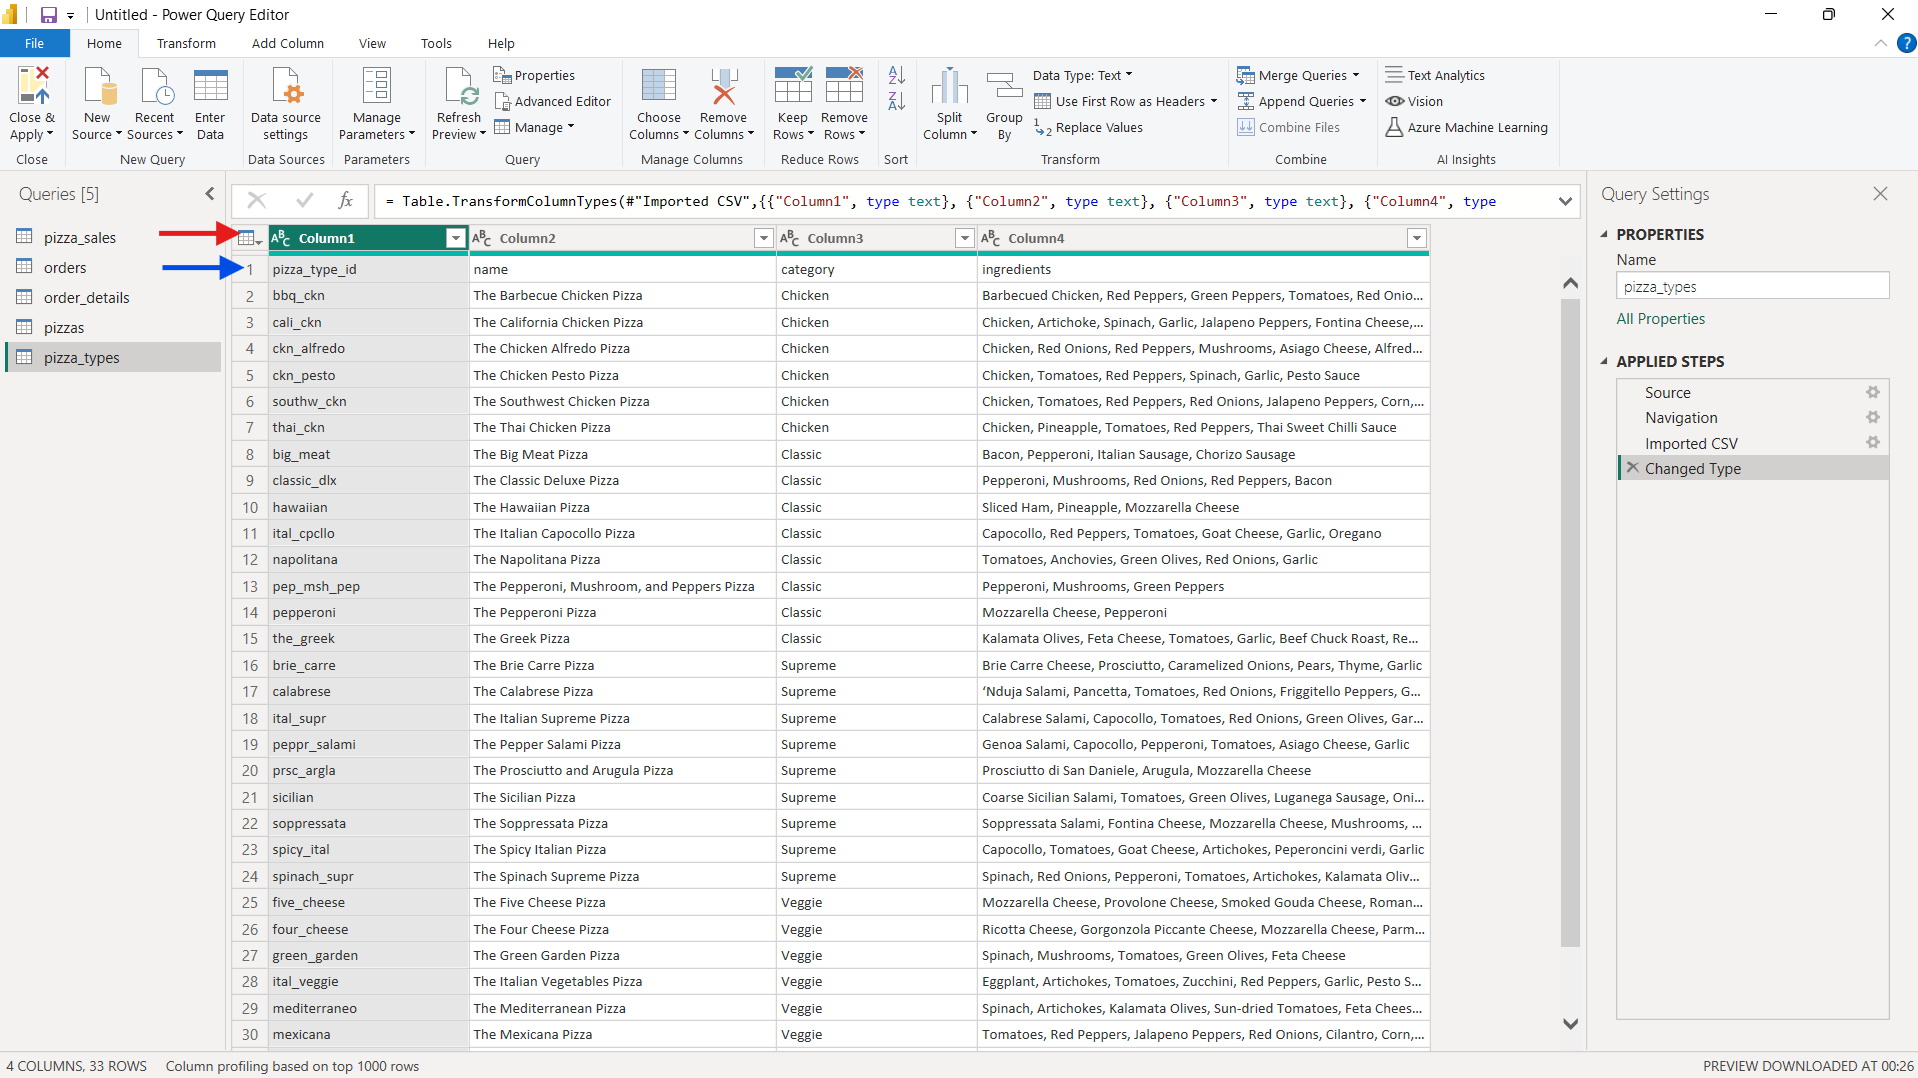 Untitled - Power Query Editor
File Home Transform Add Column View Tools Help
?
Close & Apply
Close
New Source
Recent Sources
Enter Data
New Query
Data source settings
Data Sources
Manage Parameters
Parameters
Refresh Preview
Properties
Advanced Editor
Manage
Query
Choose Columns
Remove Columns
Manage Columns
Keep Rows
Remove Rows
Reduce Rows
Sort
Split Column
Group By
Data Type: Text
Use First Row as Headers
Replace Values
Transform
Merge Queries
Append Queries
Combine Files
Combine
Text Analytics
Vision
Azure Machine Learning
AI Insights
Queries [5]
pizza_sales
orders
order_details
pizzas
pizza_types
fx = Table.TransformColumnTypes(#"Imported CSV",{{"Column1", type text}, {"Column2", type text}, {"Column3", type text}, {"Column4", type
ABC Column1 ABC Column2 ABC Column3 ABC Column4
1 pizza_type_id name category ingredients
2 bbq_ckn The Barbecue Chicken Pizza Chicken Barbecued Chicken, Red Peppers, Green Peppers, Tomatoes, Red Onio...
3 cali_ckn The California Chicken Pizza Chicken Chicken, Artichoke, Spinach, Garlic, Jalapeno Peppers, Fontina Cheese,...
4 ckn_alfredo The Chicken Alfredo Pizza Chicken Chicken, Red Onions, Red Peppers, Mushrooms, Asiago Cheese, Alfred...
5 ckn_pesto The Chicken Pesto Pizza Chicken Chicken, Tomatoes, Red Peppers, Spinach, Garlic, Pesto Sauce
6 southw_ckn The Southwest Chicken Pizza Chicken Chicken, Tomatoes, Red Peppers, Red Onions, Jalapeno Peppers, Corn,...
7 thai_ckn The Thai Chicken Pizza Chicken Chicken, Pineapple, Tomatoes, Red Peppers, Thai Sweet Chilli Sauce
8 big_meat The Big Meat Pizza Classic Bacon, Pepperoni, Italian Sausage, Chorizo Sausage
9 classic_dlx The Classic Deluxe Pizza Classic Pepperoni, Mushrooms, Red Onions, Red Peppers, Bacon
10 hawaiian The Hawaiian Pizza Classic Sliced Ham, Pineapple, Mozzarella Cheese
11 ital_cpcllo The Italian Capocollo Pizza Classic Capocollo, Red Peppers, Tomatoes, Goat Cheese, Garlic, Oregano
12 napolitana The Napolitana Pizza Classic Tomatoes, Anchovies, Green Olives, Red Onions, Garlic
13 pep_msh_pep The Pepperoni, Mushroom, and Peppers Pizza Classic Pepperoni, Mushrooms, Green Peppers
14 pepperoni The Pepperoni Pizza Classic Mozzarella Cheese, Pepperoni
15 the_greek The Greek Pizza Classic Kalamata Olives, Feta Cheese, Tomatoes, Garlic, Beef Chuck Roast, Re...
16 brie_carre The Brie Carre Pizza Supreme Brie Carre Cheese, Prosciutto, Caramelized Onions, Pears, Thyme, Garlic
17 calabrese The Calabrese Pizza Supreme ‘Nduja Salami, Pancetta, Tomatoes, Red Onions, Friggitello Peppers, G...
18 ital_supr The Italian Supreme Pizza Supreme Calabrese Salami, Capocollo, Tomatoes, Red Onions, Green Olives, Gar...
19 peppr_salami The Pepper Salami Pizza Supreme Genoa Salami, Capocollo, Pepperoni, Tomatoes, Asiago Cheese, Garlic
20 prsc_argla The Prosciutto and Arugula Pizza Supreme Prosciutto di San Daniele, Arugula, Mozzarella Cheese
21 sicilian The Sicilian Pizza Supreme Coarse Sicilian Salami, Tomatoes, Green Olives, Luganega Sausage, Oni...
22 soppressata The Soppressata Pizza Supreme Soppressata Salami, Fontina Cheese, Mozzarella Cheese, Mushrooms, ...
23 spicy_ital The Spicy Italian Pizza Supreme Capocollo, Tomatoes, Goat Cheese, Artichokes, Peperoncini verdi, Garlic
24 spinach_supr The Spinach Supreme Pizza Supreme Spinach, Red Onions, Pepperoni, Tomatoes, Artichokes, Kalamata Oliv...
25 five_cheese The Five Cheese Pizza Veggie Mozzarella Cheese, Provolone Cheese, Smoked Gouda Cheese, Roman...
26 four_cheese The Four Cheese Pizza Veggie Ricotta Cheese, Gorgonzola Piccante Cheese, Mozzarella Cheese, Parm...
27 green_garden The Green Garden Pizza Veggie Spinach, Mushrooms, Tomatoes, Green Olives, Feta Cheese
28 ital_veggie The Italian Vegetables Pizza Veggie Eggplant, Artichokes, Tomatoes, Zucchini, Red Peppers, Garlic, Pesto S...
29 mediterraneo The Mediterranean Pizza Veggie Spinach, Artichokes, Kalamata Olives, Sun-dried Tomatoes, Feta Chees...
30 mexicana The Mexicana Pizza Veggie Tomatoes, Red Peppers, Jalapeno Peppers, Red Onions, Cilantro, Corn,...
Query Settings
PROPERTIES
Name
pizza_types
All Properties
APPLIED STEPS
Source
Navigation
Imported CSV
Changed Type
4 COLUMNS, 33 ROWS Column profiling based on top 1000 rows PREVIEW DOWNLOADED AT 00:26